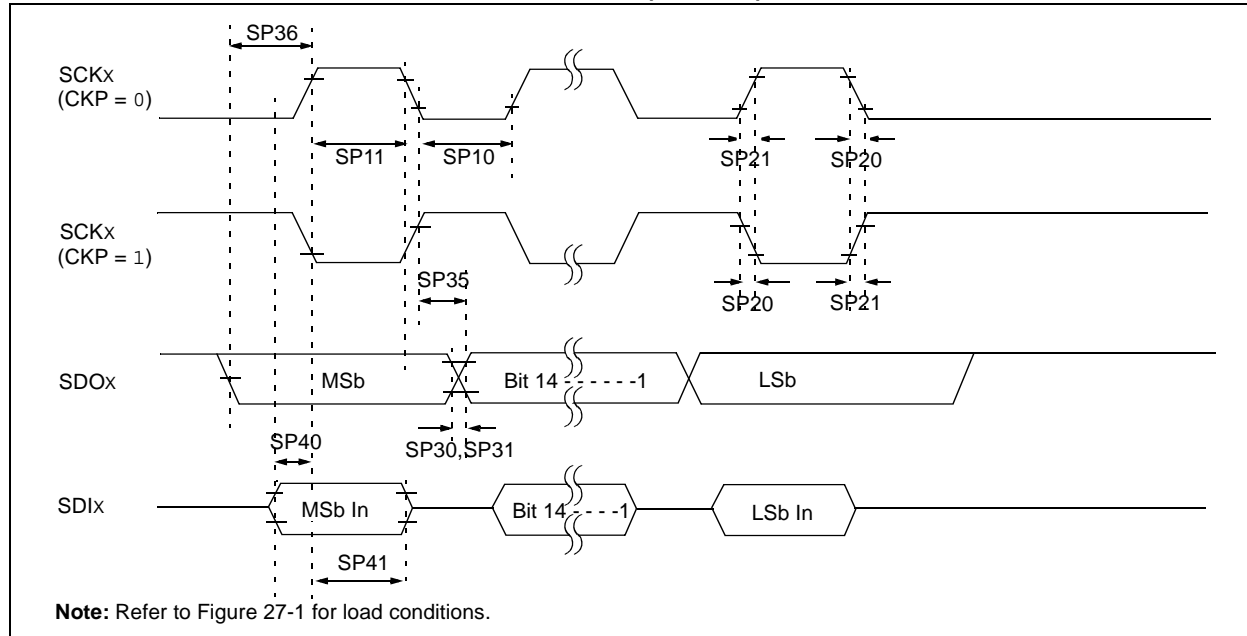 SP36
SCKx
(CKP = 0)
SP11
SP10
SP21
SP20
SCKx
(CKP = 1)
SP35
SP20
SP21
SDOx
MSb
Bit 14 - - - - - -1
LSb
SP40
SP30,SP31
SDIx
MSb In
Bit 14 - - - -1
LSb In
SP41
Note: Refer to Figure 27-1 for load conditions.